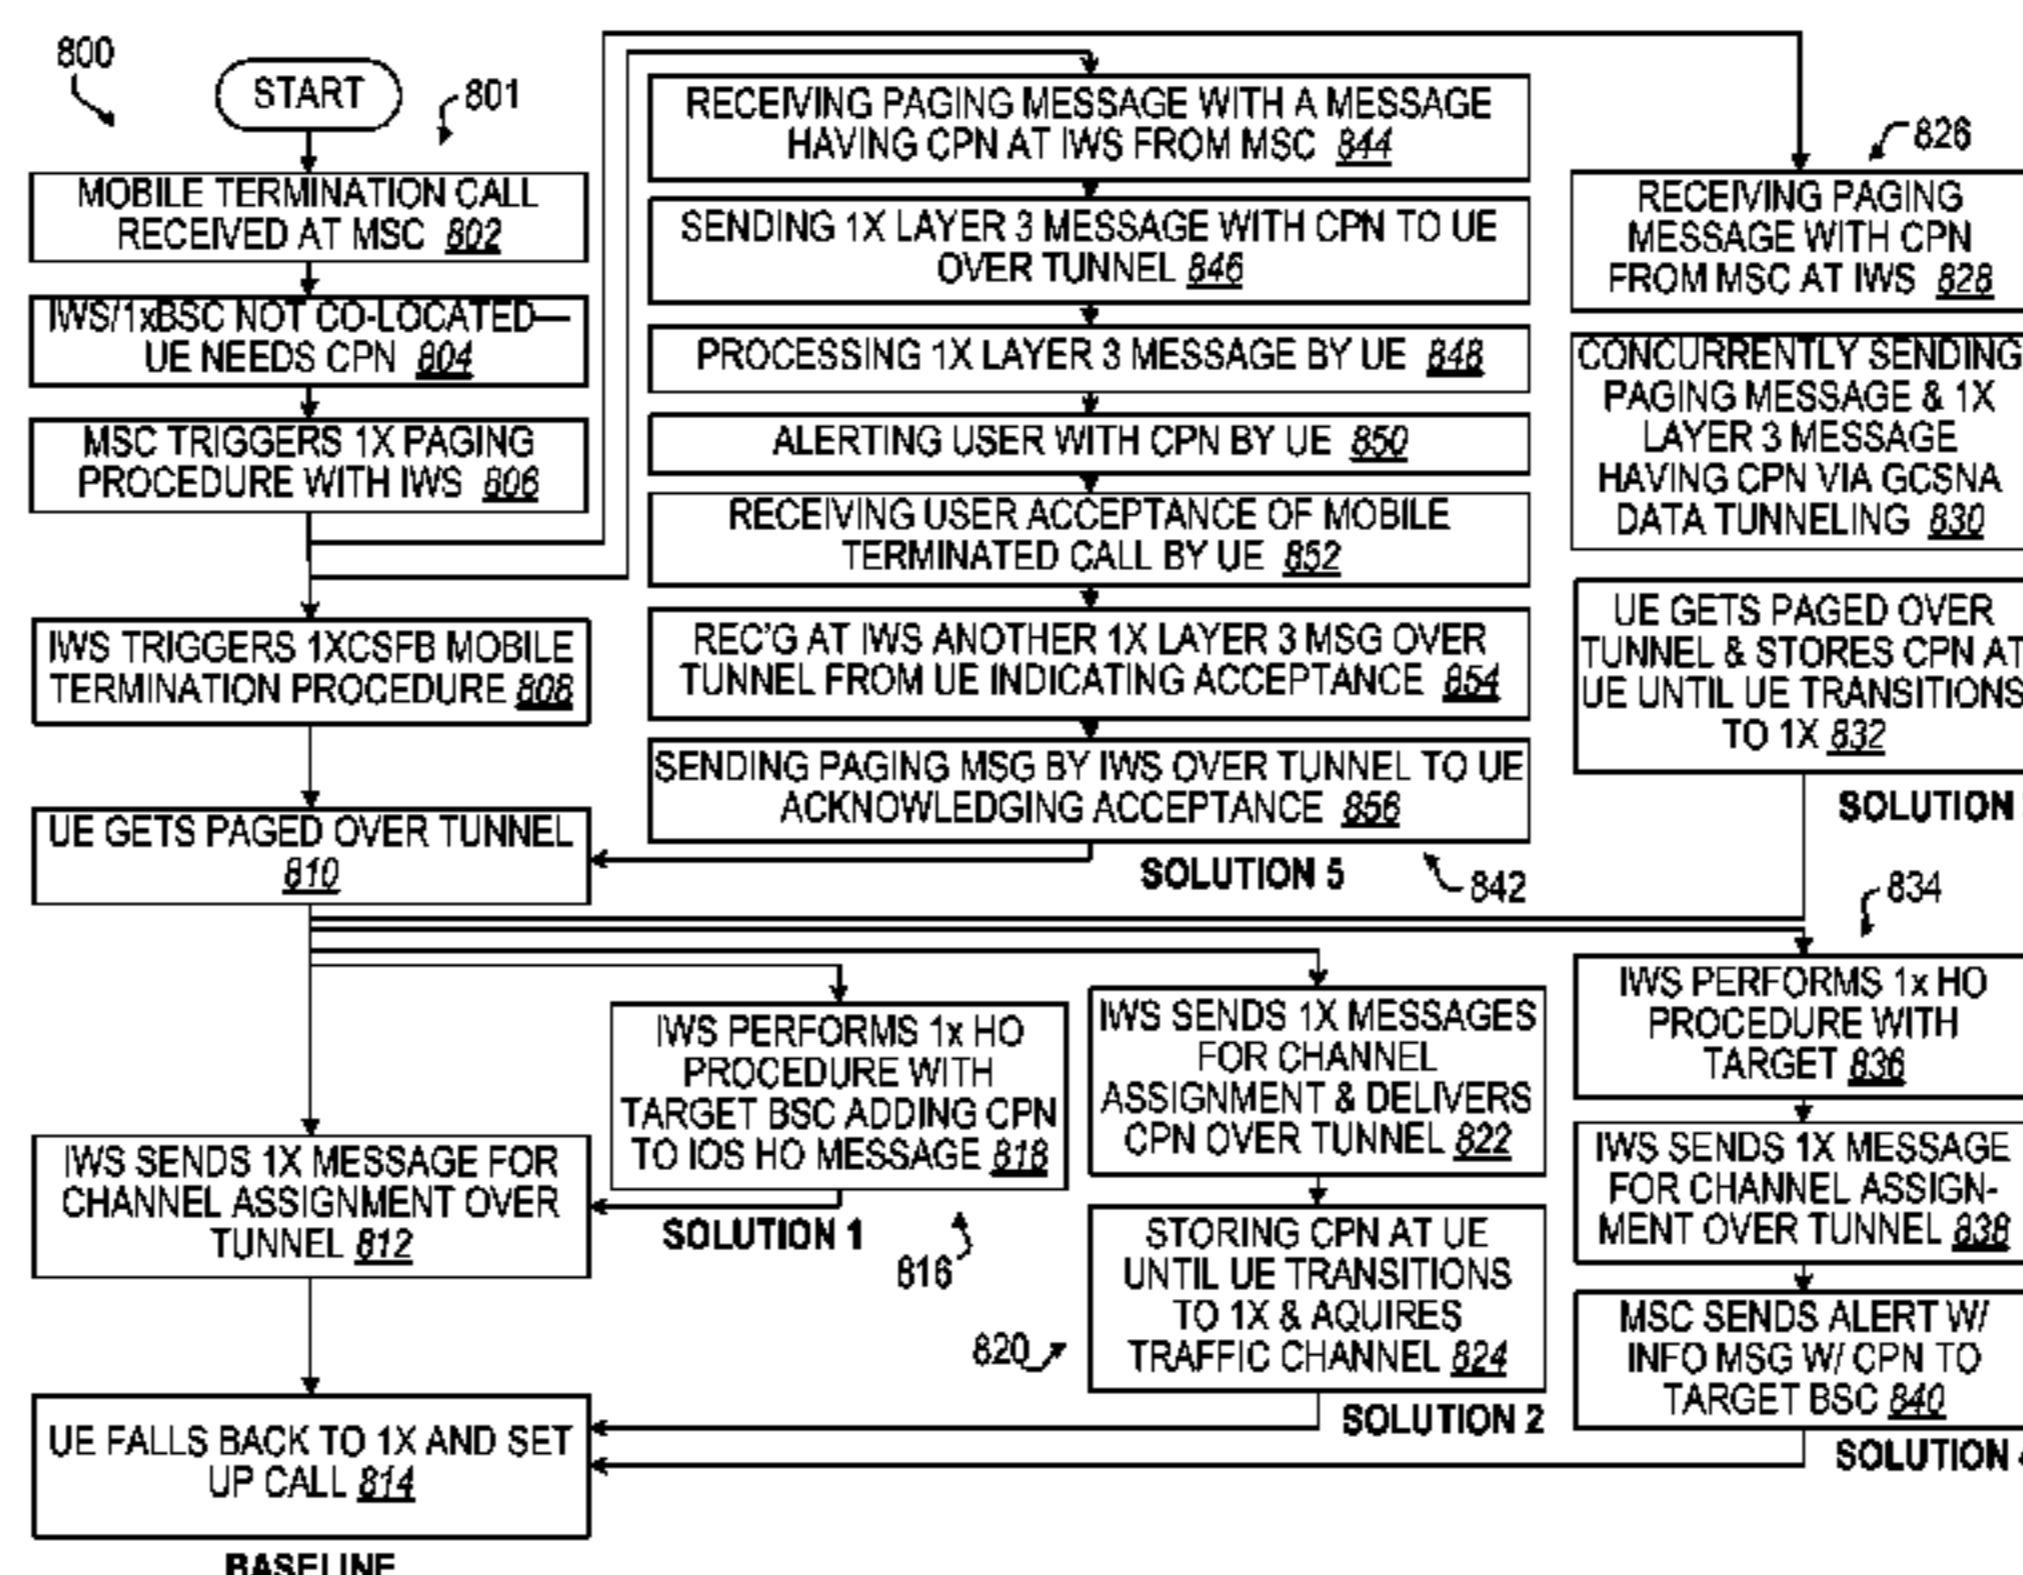 800
START
801
MOBILE TERMINATION CALL
RECEIVED AT MSC 802
IWS/1xBSC NOT CO-LOCATED—
UE NEEDS CPN 804
MSC TRIGGERS 1X PAGING
PROCEDURE WITH IWS 806
IWS TRIGGERS 1XCSFB MOBILE
TERMINATION PROCEDURE 808
UE GETS PAGED OVER TUNNEL
810
IWS SENDS 1X MESSAGE FOR
CHANNEL ASSIGNMENT OVER
TUNNEL 812
UE FALLS BACK TO 1X AND SET
UP CALL 814
BASELINE
RECEIVING PAGING MESSAGE WITH A MESSAGE
HAVING CPN AT IWS FROM MSC 844
SENDING 1X LAYER 3 MESSAGE WITH CPN TO UE
OVER TUNNEL 846
PROCESSING 1X LAYER 3 MESSAGE BY UE 848
ALERTING USER WITH CPN BY UE 850
RECEIVING USER ACCEPTANCE OF MOBILE
TERMINATED CALL BY UE 852
REC'G AT IWS ANOTHER 1X LAYER 3 MSG OVER
TUNNEL FROM UE INDICATING ACCEPTANCE 854
SENDING PAGING MSG BY IWS OVER TUNNEL TO UE
ACKNOWLEDGING ACCEPTANCE 856
SOLUTION 5
842
IWS PERFORMS 1x HO
PROCEDURE WITH
TARGET BSC ADDING CPN
TO IOS HO MESSAGE 818
SOLUTION 1
816
IWS SENDS 1X MESSAGES
FOR CHANNEL
ASSIGNMENT & DELIVERS
CPN OVER TUNNEL 822
STORING CPN AT UE
UNTIL UE TRANSITIONS
TO 1X & AQUIRES
TRAFFIC CHANNEL 824
820
SOLUTION 2
826
RECEIVING PAGING
MESSAGE WITH CPN
FROM MSC AT IWS 828
CONCURRENTLY SENDING
PAGING MESSAGE & 1X
LAYER 3 MESSAGE
HAVING CPN VIA GCSNA
DATA TUNNELING 830
UE GETS PAGED OVER
TUNNEL & STORES CPN AT
UE UNTIL UE TRANSITIONS
TO 1X 832
SOLUTION
834
IWS PERFORMS 1x HO
PROCEDURE WITH
TARGET 836
IWS SENDS 1X MESSAGE
FOR CHANNEL ASSIGN-
MENT OVER TUNNEL 838
MSC SENDS ALERT W/
INFO MSG W/ CPN TO
TARGET BSC 840
SOLUTION